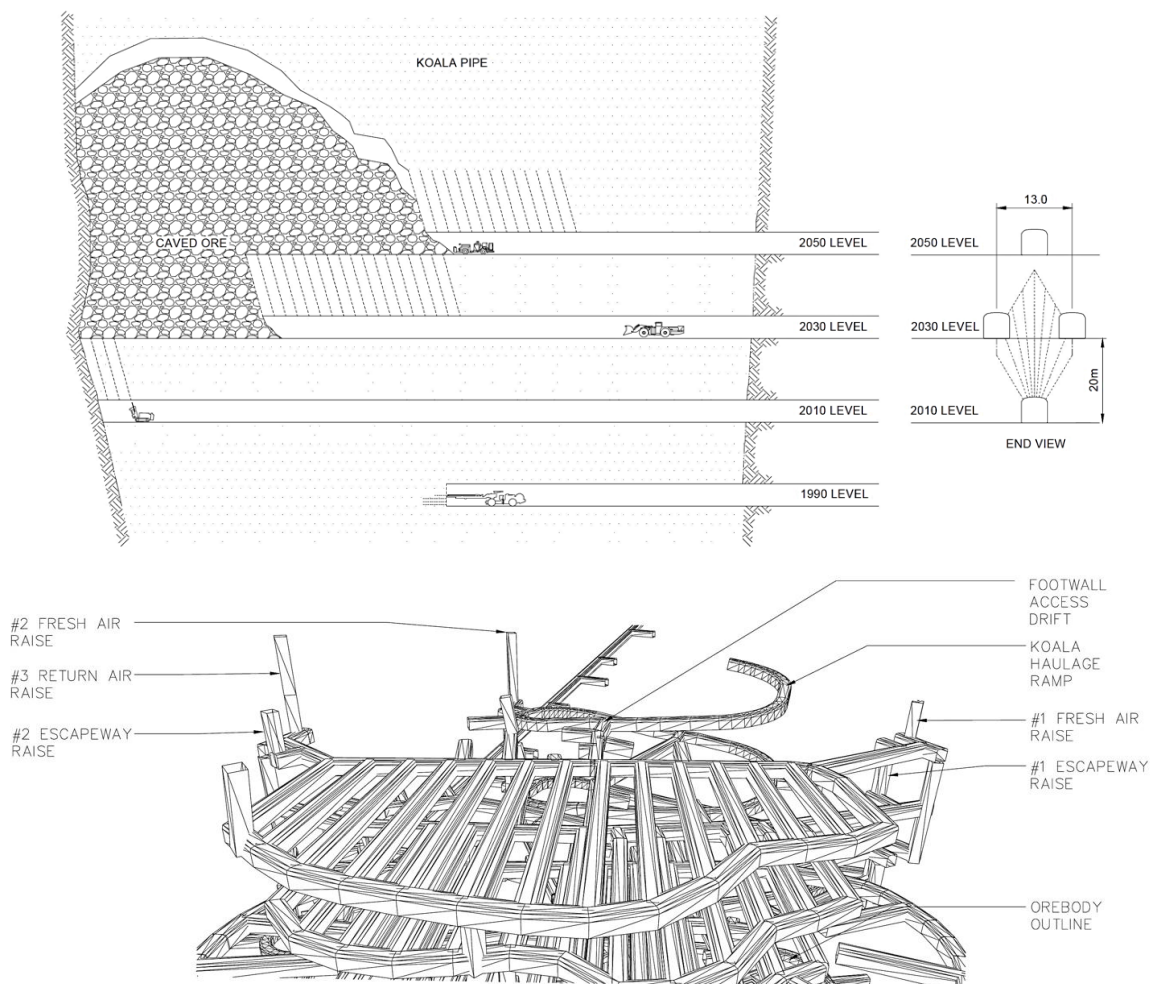 KOALA PIPE
CAVED ORE
13.0
2050 LEVEL
2050 LEVEL
2030 LEVEL
2030 LEVEL
20m
2010 LEVEL
2010 LEVEL
END VIEW
1990 LEVEL
#2 FRESH AIR
RAISE
#3 RETURN AIR
RAISE
#2 ESCAPEWAY
RAISE
FOOTWALL
ACCESS
DRIFT
KOALA
HAULAGE
RAMP
#1 FRESH AIR
RAISE
#1 ESCAPEWAY
RAISE
OREBODY
OUTLINE